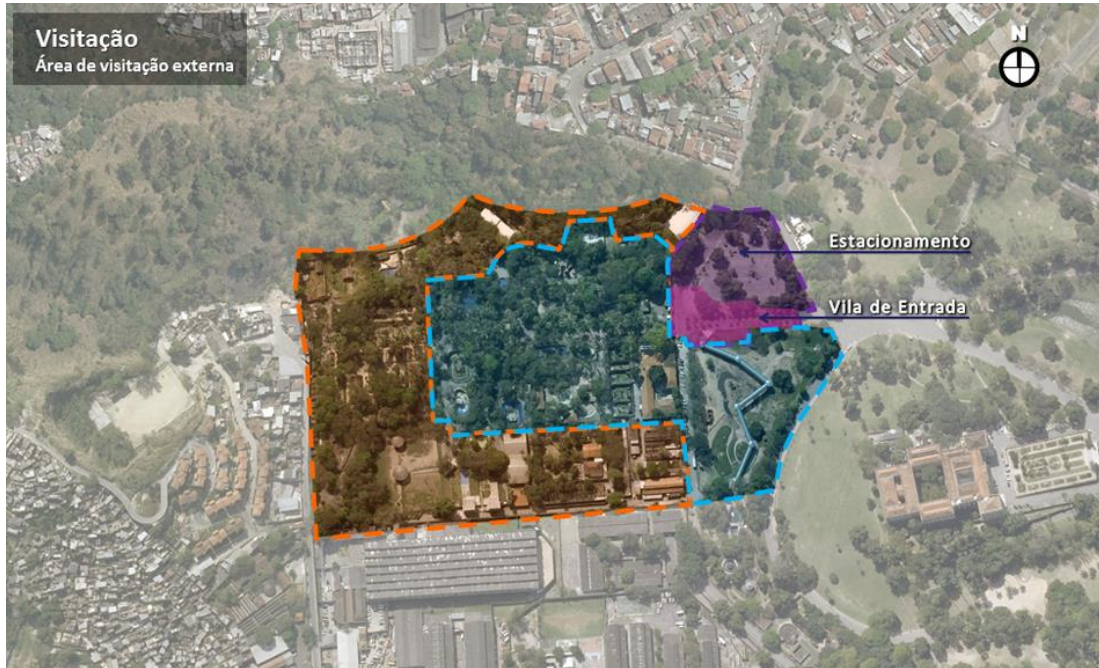 Visitação
Área de visitação externa
N
Estacionamento
Vila de Entrada